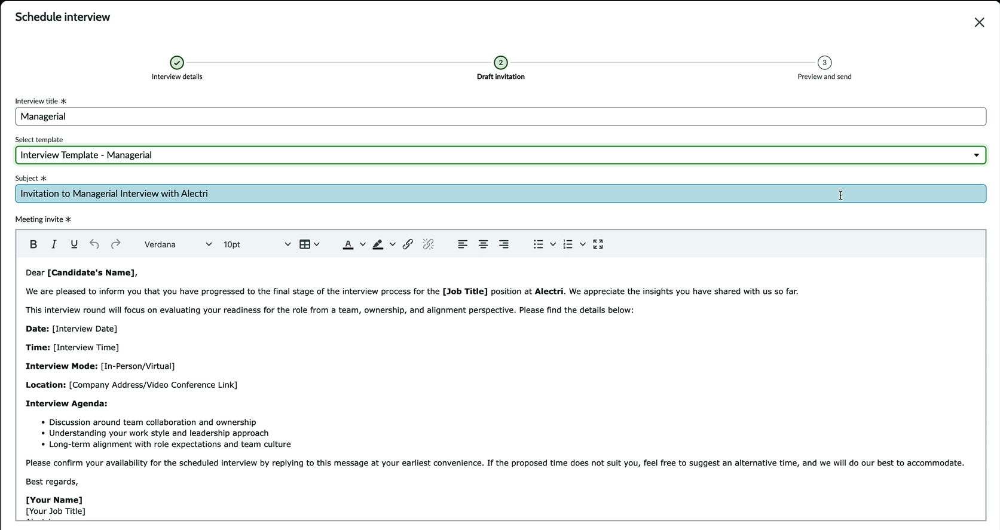 Schedule interview
2
3
Interview details
Draft invitation
Preview and send
Interview title *
Managerial
Select template
Interview Template - Managerial
Subject *
Invitation to Managerial Interview with Alectri
Meeting invite *
B I U Verdana 10pt A
Dear [Candidate's Name],
We are pleased to inform you that you have progressed to the final stage of the interview process for the [Job Title] position at Alectri. We appreciate the insights you have shared with us so far.
This interview round will focus on evaluating your readiness for the role from a team, ownership, and alignment perspective. Please find the details below:
Date: [Interview Date]
Time: [Interview Time]
Interview Mode: [In-Person/Virtual]
Location: [Company Address/Video Conference Link]
Interview Agenda:
• Discussion around team collaboration and ownership
• Understanding your work style and leadership approach
• Long-term alignment with role expectations and team culture
Please confirm your availability for the scheduled interview by replying to this message at your earliest convenience. If the proposed time does not suit you, feel free to suggest an alternative time, and we will do our best to accommodate.
Best regards,
[Your Name]
[Your Job Title]